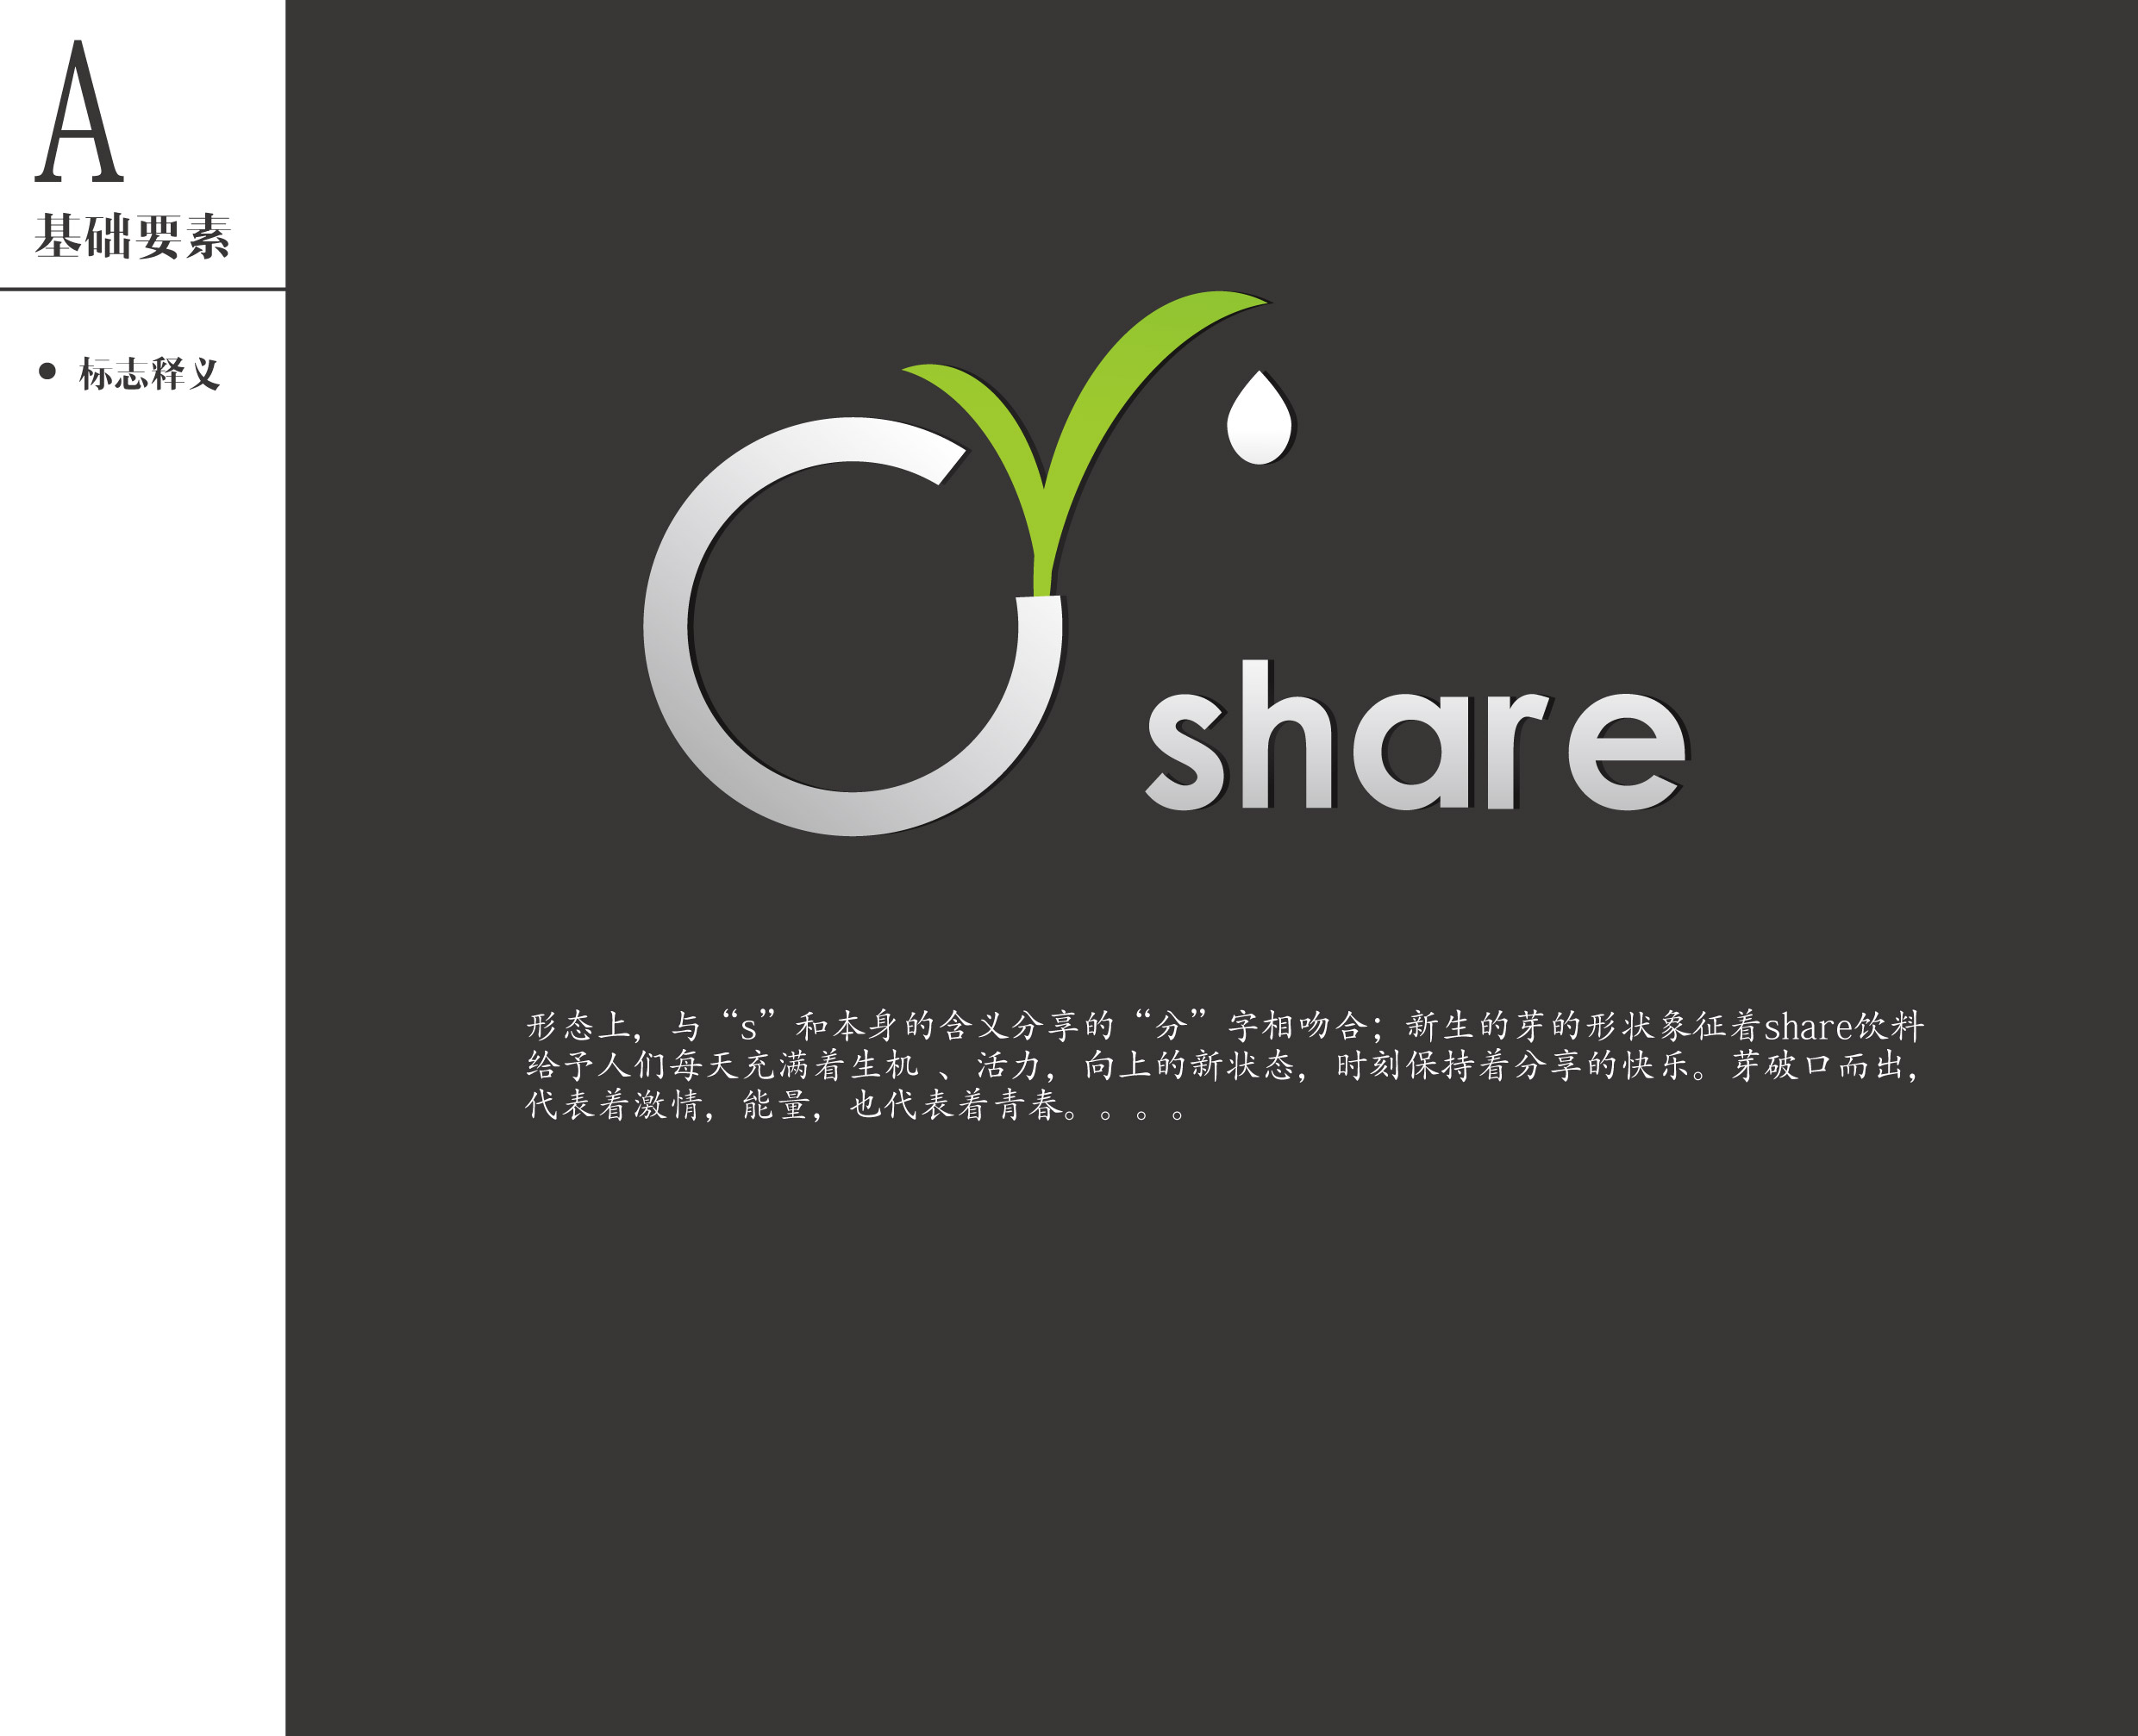 A
基础要素
• 标志释义
share
形态上，与“S”和本身的含义分享的“分”字相吻合；新生的芽的形状象征着share饮料
给予人们每天充满着生机、活力，向上的新状态，时刻保持着分享的快乐。芽破口而出，
代表着激情，能量，也代表着青春。。。。